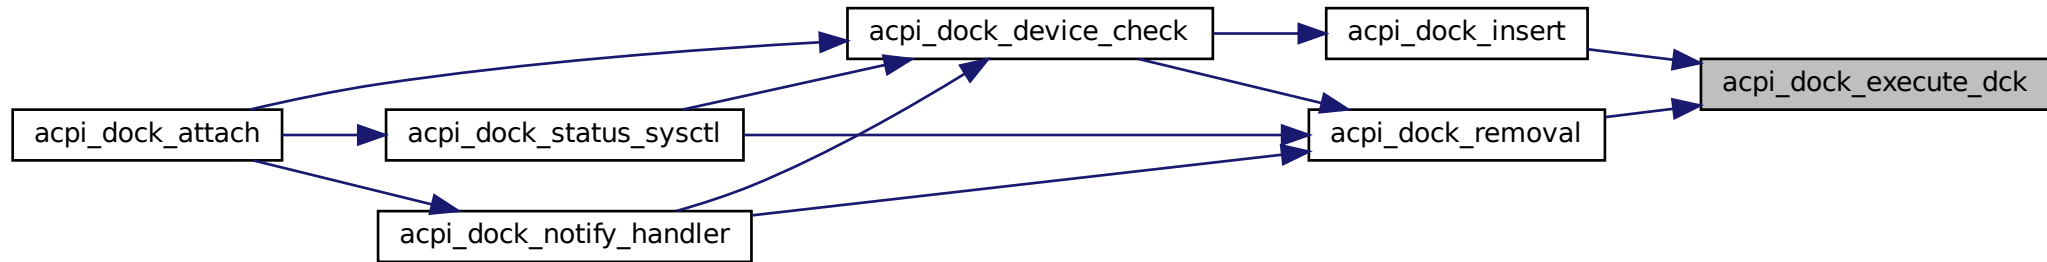 acpi_dock_device_check
acpi_dock_insert
acpi_dock_execute_dck
acpi_dock_attach
acpi_dock_status_sysctl
acpi_dock_removal
acpi_dock_notify_handler